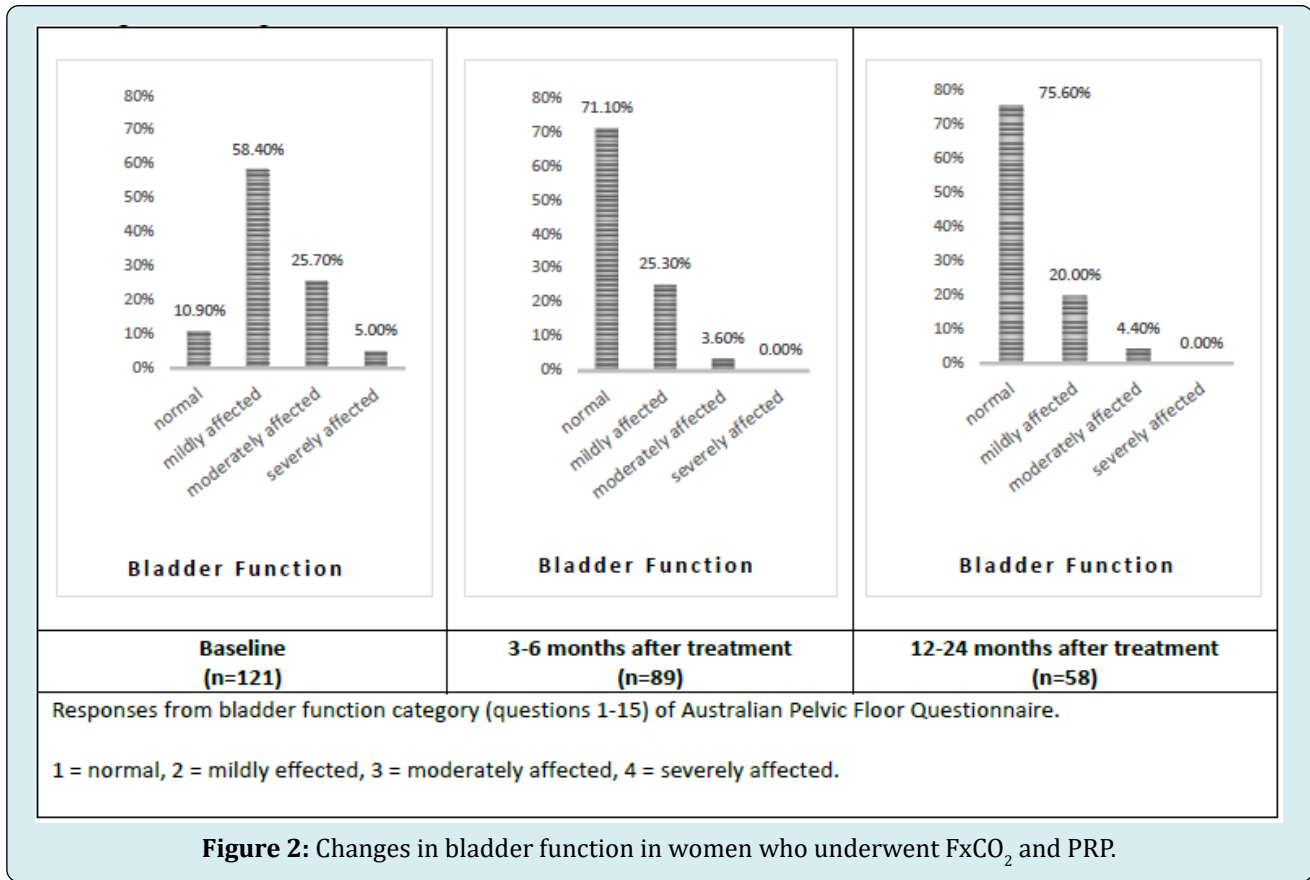 80%
70%
60%
50%
40%
30%
20%
10%
0%
10.90%
58.40%
25.70%
5.00%
normal
mildly affected
moderately affected
severely affected
Bladder Function
80%
70%
60%
50%
40%
30%
20%
10%
0%
71.10%
25.30%
3.60%
0.00%
normal
mildly affected
moderately affected
severely affected
Bladder Function
80%
70%
60%
50%
40%
30%
20%
10%
0%
75.60%
20.00%
4.40%
0.00%
normal
mildly affected
moderately affected
severely affected
Bladder Function
Baseline
(n=121)
3-6 months after treatment
(n=89)
12-24 months after treatment
(n=58)
Responses from bladder function category (questions 1-15) of Australian Pelvic Floor Questionnaire.
1 = normal, 2 = mildly effected, 3 = moderately affected, 4 = severely affected.
Figure 2: Changes in bladder function in women who underwent FxCO₂ and PRP.